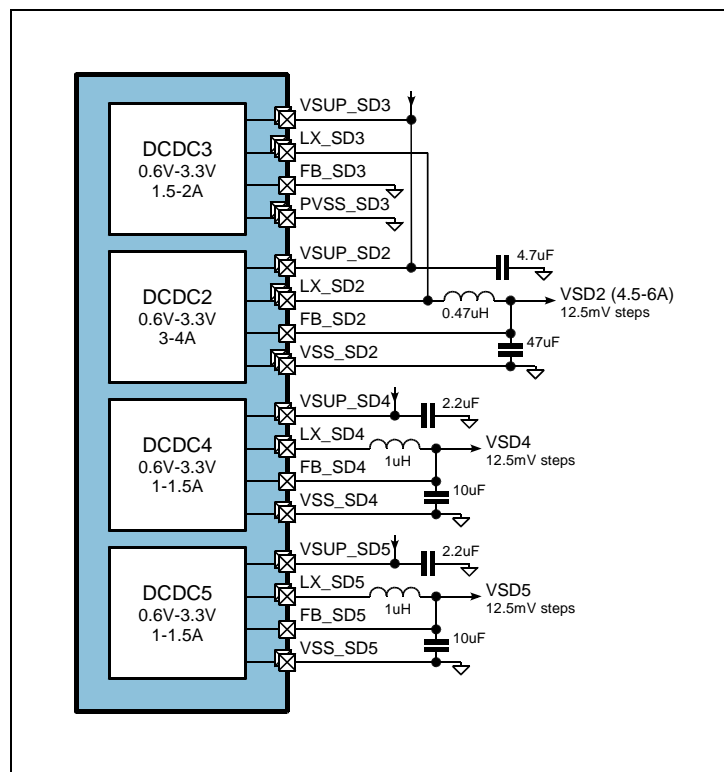 VSUP_SD3
LX_SD3
DCDC3
0.6V-3.3V
1.5-2A
FB_SD3
PVSS_SD3
VSUP_SD2
4.7uF
LX_SD2
DCDC2
0.6V-3.3V
3-4A
0.47uH
VSD2 (4.5-6A)
12.5mV steps
FB_SD2
47uF
VSS_SD2
VSUP_SD4
2.2uF
LX_SD4
DCDC4
0.6V-3.3V
1-1.5A
1uH
VSD4
12.5mV steps
FB_SD4
10uF
VSS_SD4
VSUP_SD5
2.2uF
LX_SD5
DCDC5
0.6V-3.3V
1-1.5A
1uH
VSD5
12.5mV steps
FB_SD5
10uF
VSS_SD5